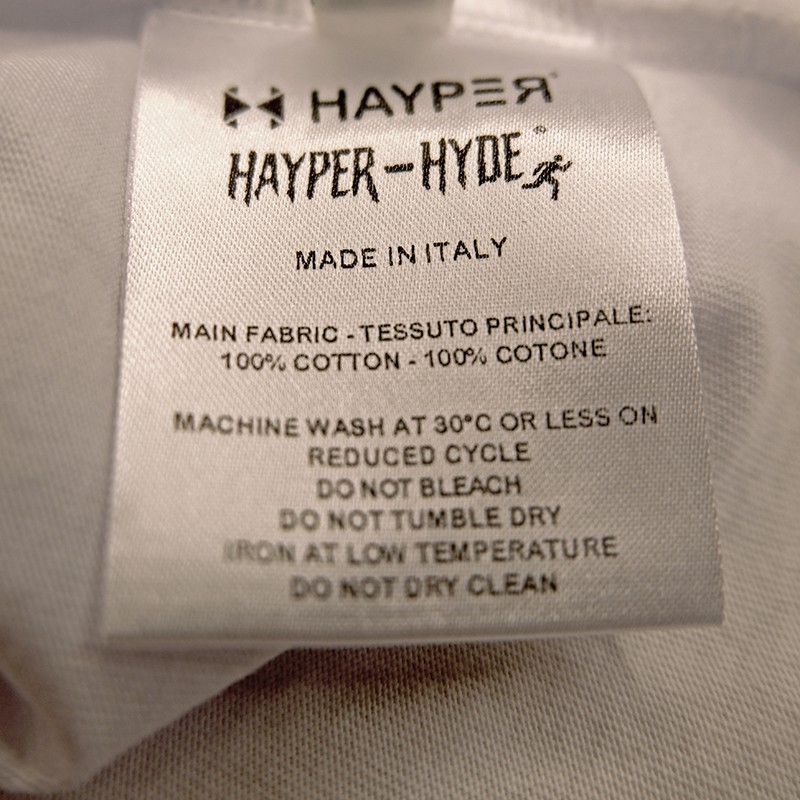 HAYPER
HAYPER-HYDE
MADE IN ITALY
MAIN FABRIC - TESSUTO PRINCIPALE:
100% COTTON - 100% COTONE
MACHINE WASH AT 30°C OR LESS ON
REDUCED CYCLE
DO NOT BLEACH
DO NOT TUMBLE DRY
IRON AT LOW TEMPERATURE
DO NOT DRY CLEAN